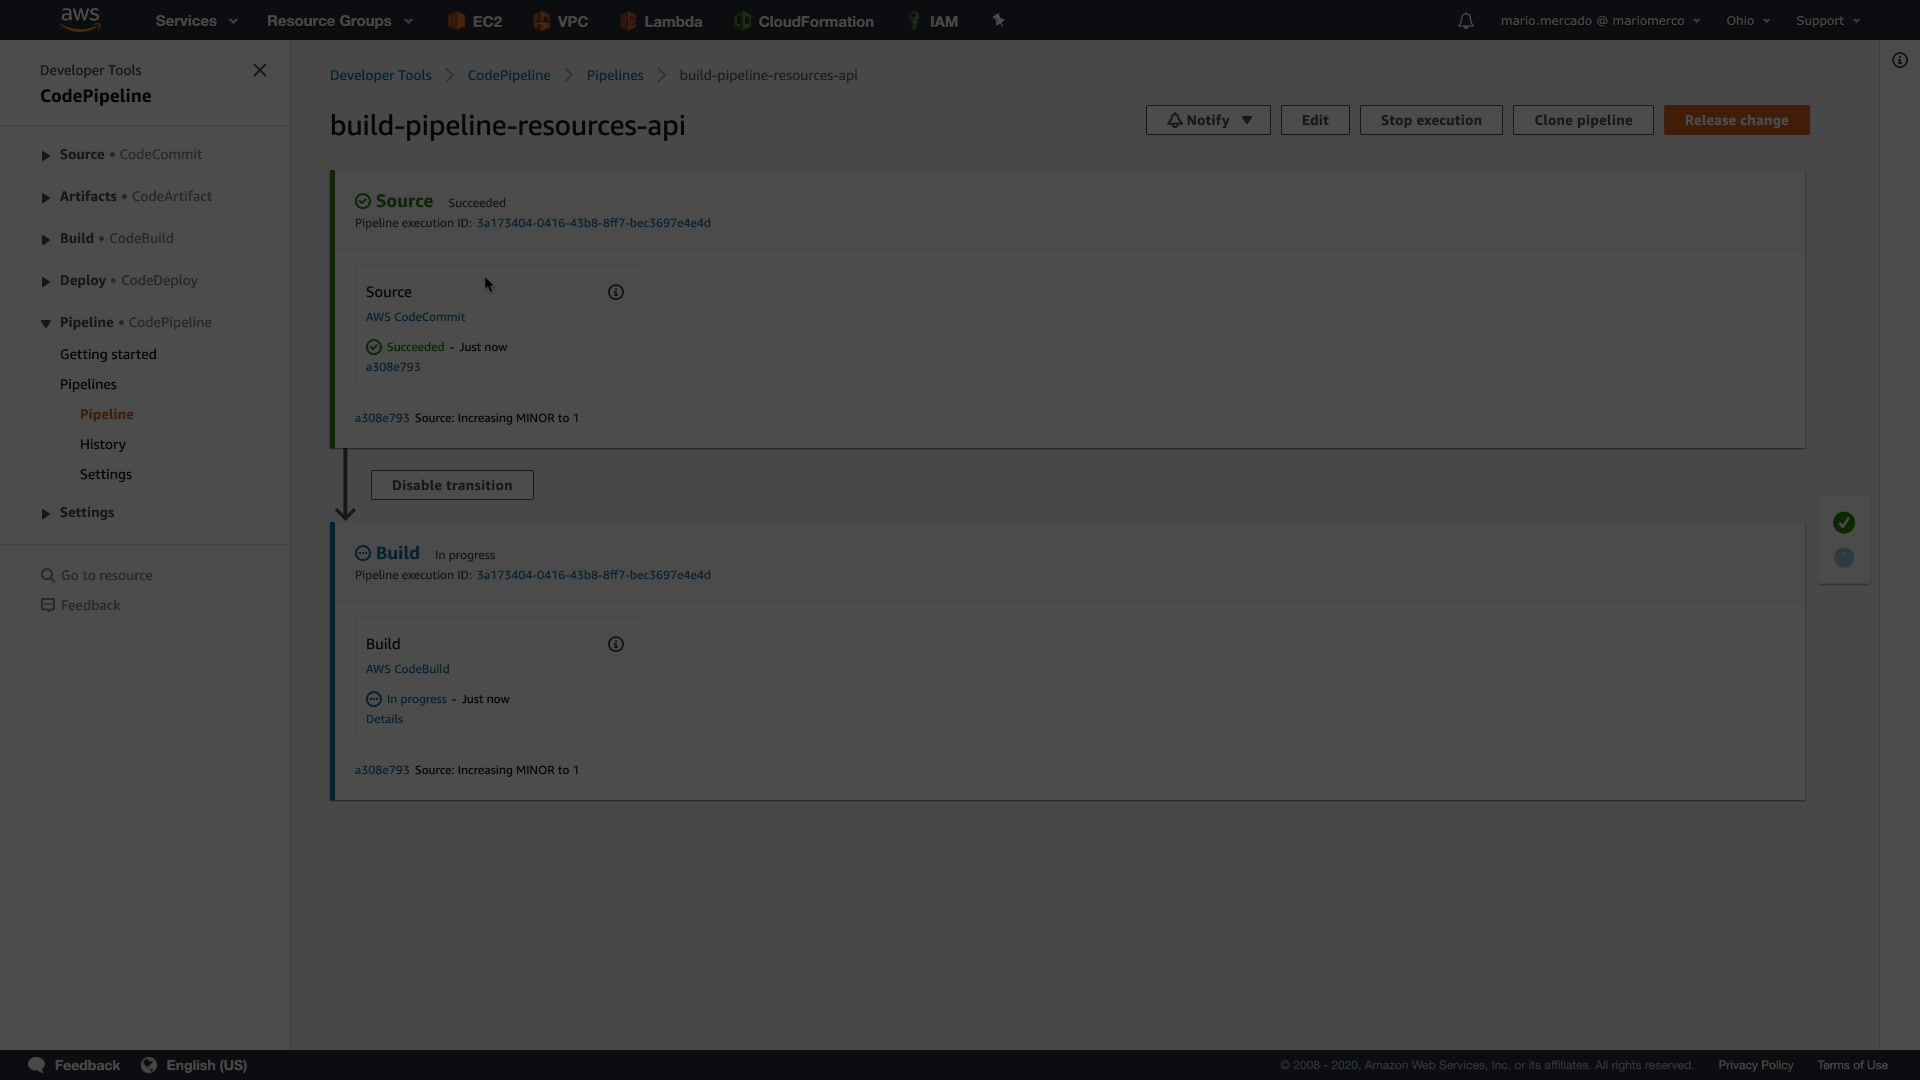 aws Services Resource Groups EC2 VPC Lambda CloudFormation IAM mario.mercado @ mariomerco Ohio Support
Developer Tools
CodePipeline
Source • CodeCommit
Artifacts • CodeArtifact
Build • CodeBuild
Deploy • CodeDeploy
Pipeline • CodePipeline
Getting started
Pipelines
Pipeline
History
Settings
Settings
Go to resource
Feedback
Developer Tools CodePipeline Pipelines build-pipeline-resources-api
build-pipeline-resources-api
Notify Edit Stop execution Clone pipeline Release change
Source Succeeded
Pipeline execution ID: 3a173404-0416-43b8-8ff7-bec3697e4e4d
Source
AWS CodeCommit
Succeeded - Just now
a308e793
a308e793 Source: Increasing MINOR to 1
Disable transition
Build In progress
Pipeline execution ID: 3a173404-0416-43b8-8ff7-bec3697e4e4d
Build
AWS CodeBuild
In progress - Just now
Details
a308e793 Source: Increasing MINOR to 1
Feedback English (US) © 2008 - 2020, Amazon Web Services, Inc. or its affiliates. All rights reserved. Privacy Policy Terms of Use